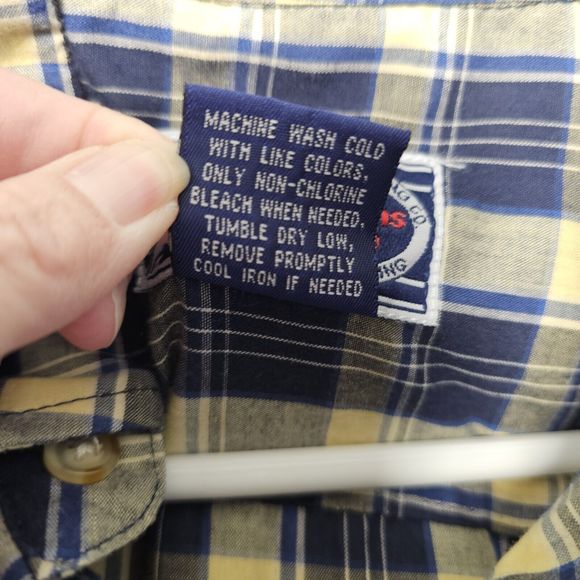 MACHINE WASH COLD
WITH LIKE COLORS,
ONLY NON-CHLORINE
BLEACH WHEN NEEDED,
TUMBLE DRY LOW,
REMOVE PROMPTLY
COOL IRON IF NEEDED